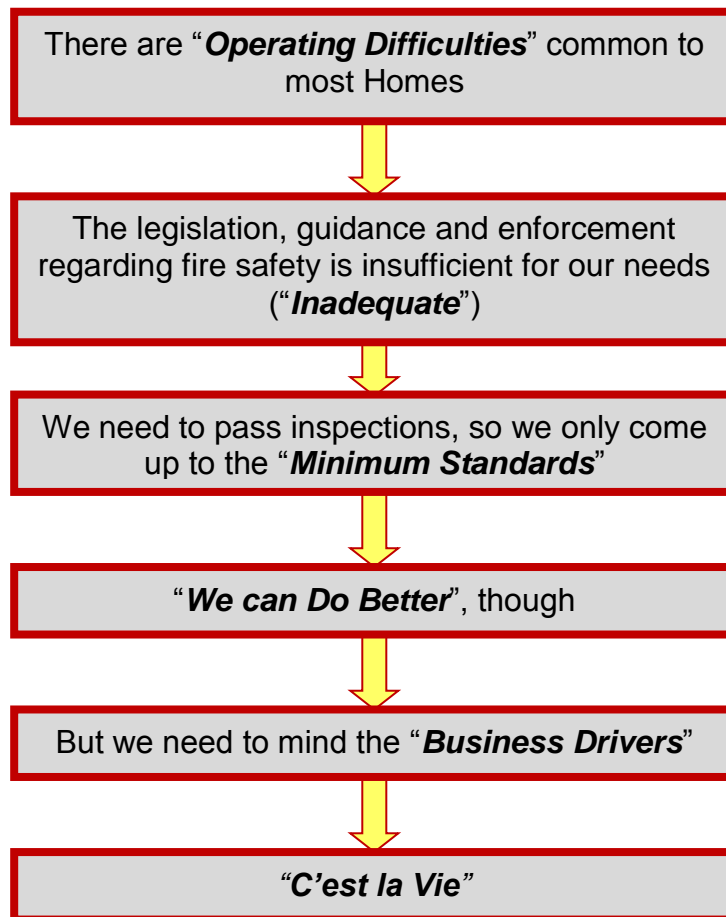 There are “Operating Difficulties” common to
most Homes
The legislation, guidance and enforcement
regarding fire safety is insufficient for our needs
(“Inadequate”)
We need to pass inspections, so we only come
up to the “Minimum Standards”
“We can Do Better”, though
But we need to mind the “Business Drivers”
“C’est la Vie”